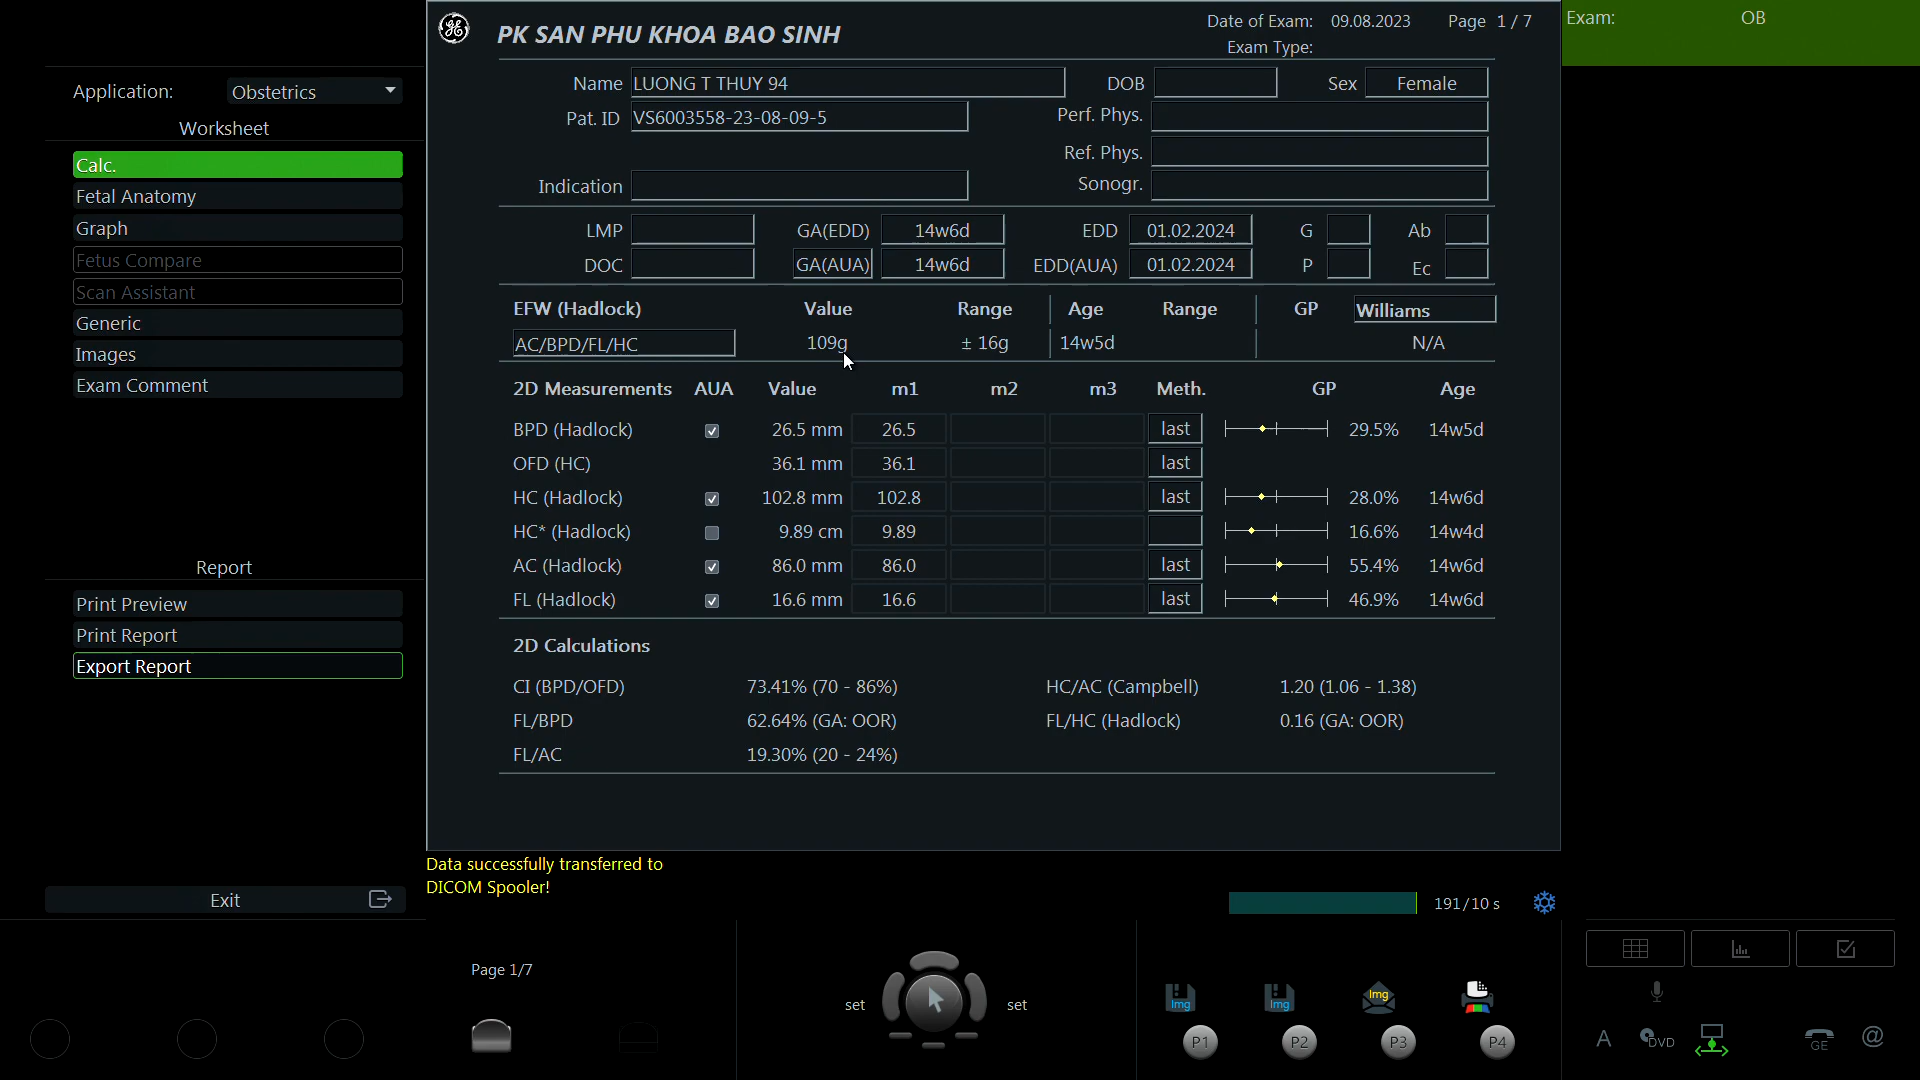 PK SAN PHU KHOA BAO SINH
Date of Exam: 09.08.2023 Page 1 / 7
Exam Type:
Exam: OB
Application: Obstetrics
Worksheet
Calc.
Fetal Anatomy
Graph
Fetus Compare
Scan Assistant
Generic
Images
Exam Comment
Report
Print Preview
Print Report
Export Report
Exit
Name LUONG T THUY 94 DOB Sex Female
Pat. ID VS6003558-23-08-09-5 Perf. Phys.
Ref. Phys.
Indication Sonogr.
LMP GA(EDD) 14w6d EDD 01.02.2024 G Ab
DOC GA(AUA) 14w6d EDD(AUA) 01.02.2024 P Ec
EFW (Hadlock) Value Range Age Range GP Williams
AC/BPD/FL/HC 109g ± 16g 14w5d N/A
2D Measurements AUA Value m1 m2 m3 Meth. GP Age
BPD (Hadlock) 26.5 mm 26.5 last 29.5% 14w5d
OFD (HC) 36.1 mm 36.1 last
HC (Hadlock) 102.8 mm 102.8 last 28.0% 14w6d
HC* (Hadlock) 9.89 cm 9.89 16.6% 14w4d
AC (Hadlock) 86.0 mm 86.0 last 55.4% 14w6d
FL (Hadlock) 16.6 mm 16.6 last 46.9% 14w6d
2D Calculations
CI (BPD/OFD) 73.41% (70 - 86%) HC/AC (Campbell) 1.20 (1.06 - 1.38)
FL/BPD 62.64% (GA: OOR) FL/HC (Hadlock) 0.16 (GA: OOR)
FL/AC 19.30% (20 - 24%)
Data successfully transferred to
DICOM Spooler!
191/10 s
Page 1/7
set set
Img Img Img
P1 P2 P3 P4
A DVD GE @